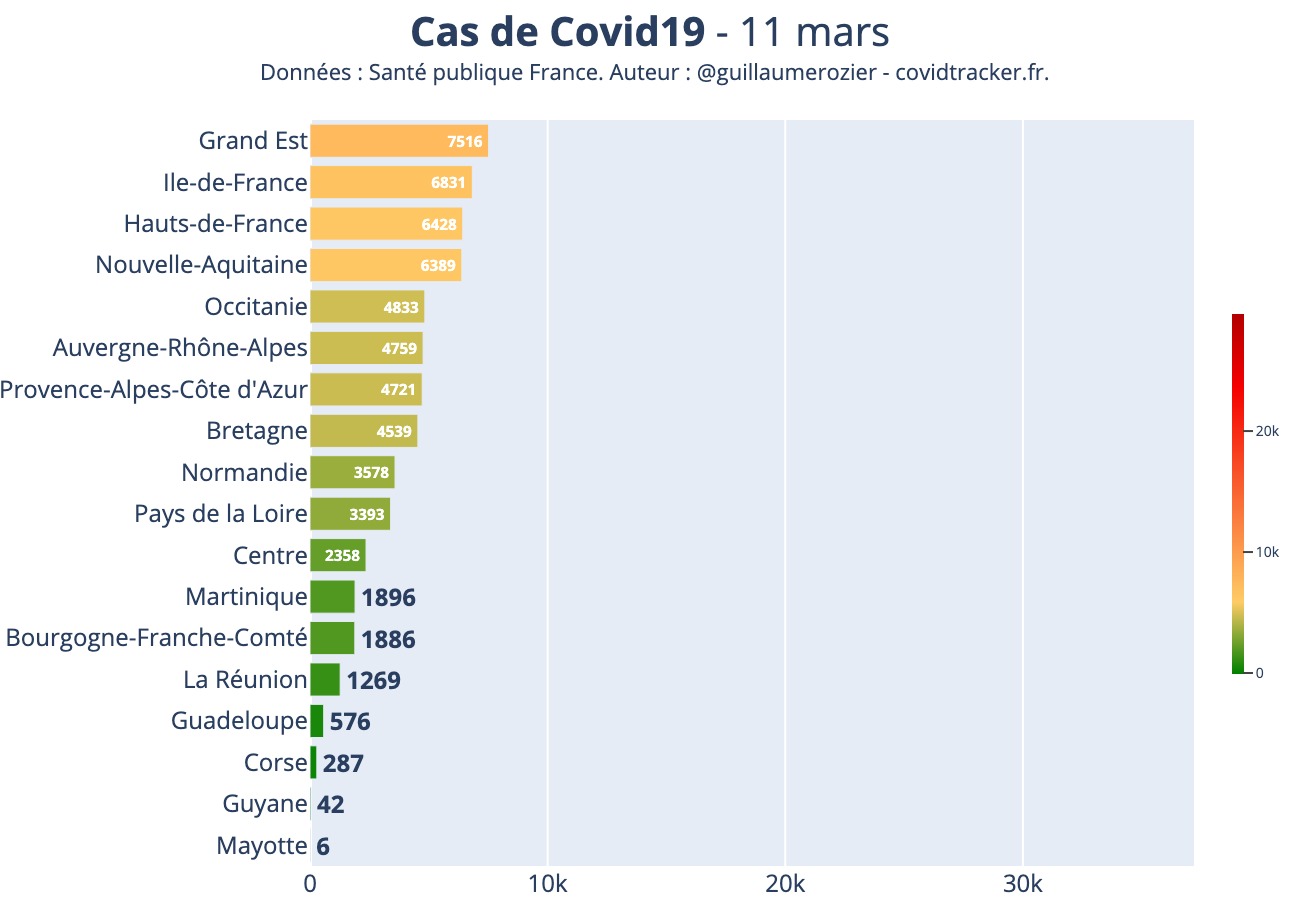 Cas de Covid19 - 11 mars
Données : Santé publique France. Auteur : @guillaumerozier - covidtracker.fr.
Grand Est 7516
Ile-de-France 6831
Hauts-de-France 6428
Nouvelle-Aquitaine 6389
Occitanie 4833
Auvergne-Rhône-Alpes 4759
Provence-Alpes-Côte d'Azur 4721
Bretagne 4539
Normandie 3578
Pays de la Loire 3393
Centre 2358
Martinique 1896
Bourgogne-Franche-Comté 1886
La Réunion 1269
Guadeloupe 576
Corse 287
Guyane 42
Mayotte 6
0 10k 20k 30k
20k
10k
0